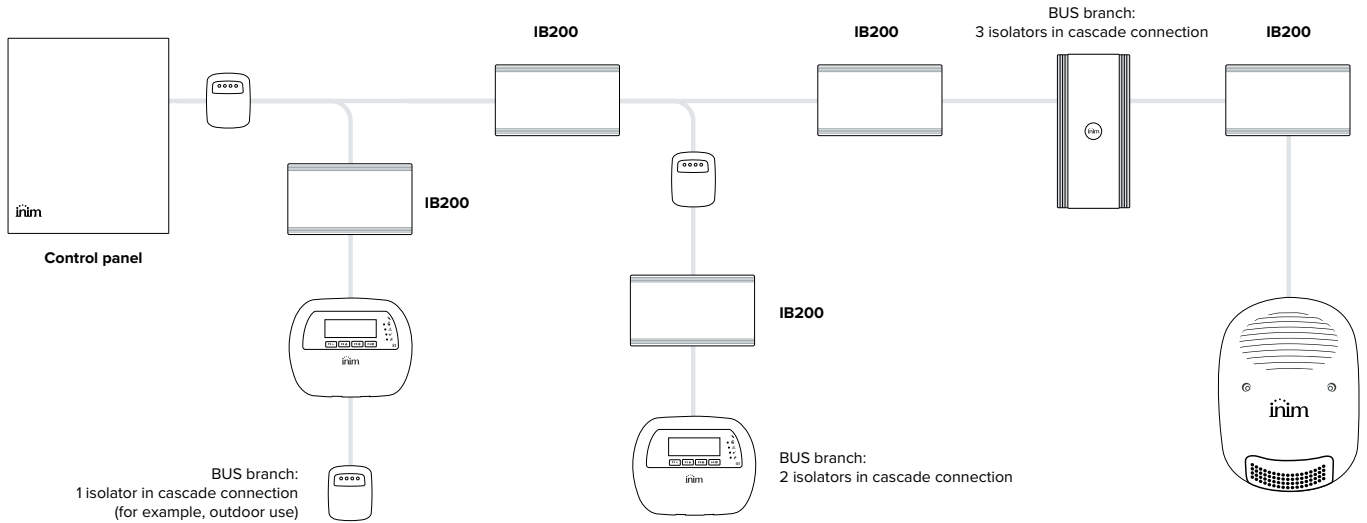 BUS branch:
3 isolators in cascade connection
IB200
IB200
IB200
inim
Control panel
IB200
inim
inim
IB200
inim
BUS branch:
1 isolator in cascade connection
(for example, outdoor use)
inim
BUS branch:
2 isolators in cascade connection